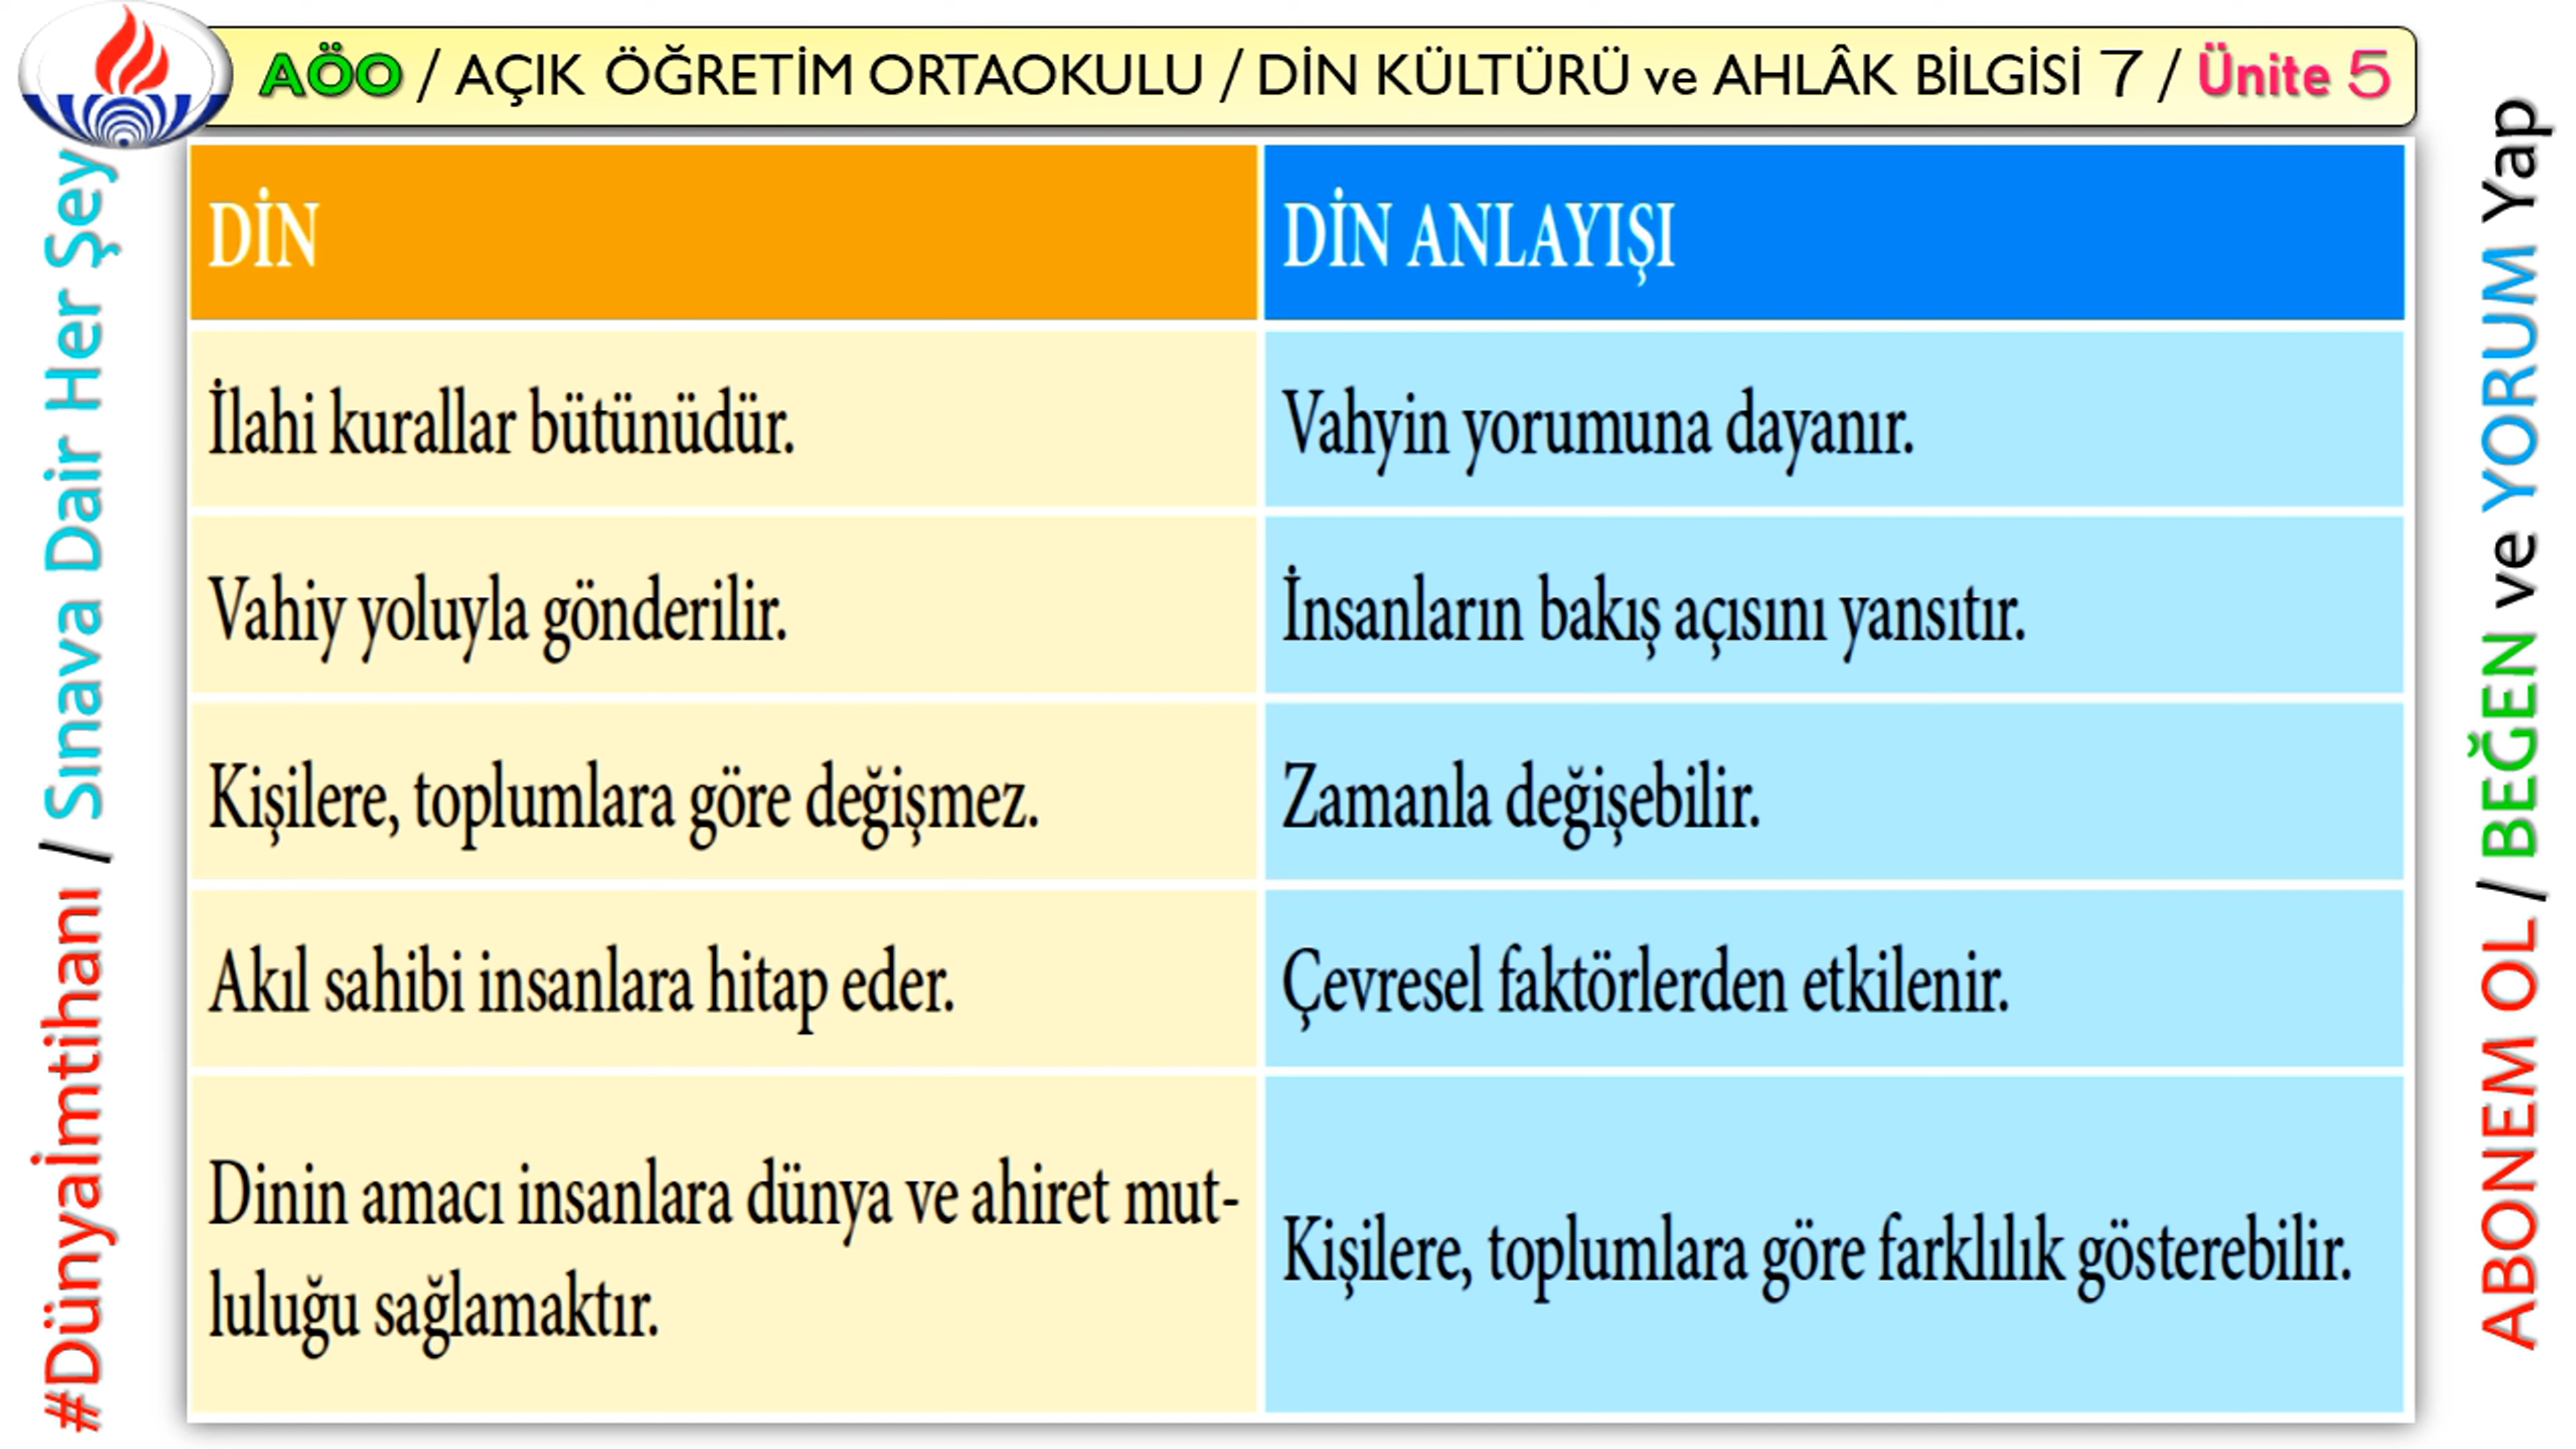 AÖO / AÇIK ÖĞRETİM ORTAOKULU / DİN KÜLTÜRÜ ve AHLÂK BİLGİSİ 7 / Ünite 5
#Dünyaimtihanı / Sınava Dair Her Şey
DİN
DİN ANLAYIŞI
İlahi kurallar bütünüdür.
Vahyin yorumuna dayanır.
Vahiy yoluyla gönderilir.
İnsanların bakış açısını yansıtır.
Kişilere, toplumlara göre değişmez.
Zamanla değişebilir.
Akıl sahibi insanlara hitap eder.
Çevresel faktörlerden etkilenir.
Dinin amacı insanlara dünya ve ahiret mut-
luluğu sağlamaktır.
Kişilere, toplumlara göre farklılık gösterebilir.
ABONEM OL / BEĞEN ve YORUM Yap